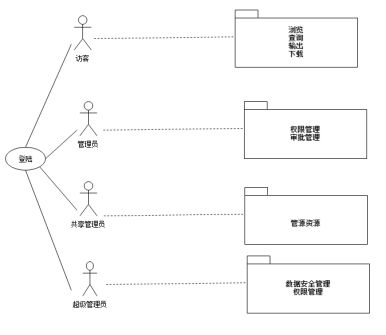 浏览
查询
输出
下载
访客
权限管理
审批管理
管理员
登陆
共享管理员
管源资源
数据安全管理
权限管理
超级管理员